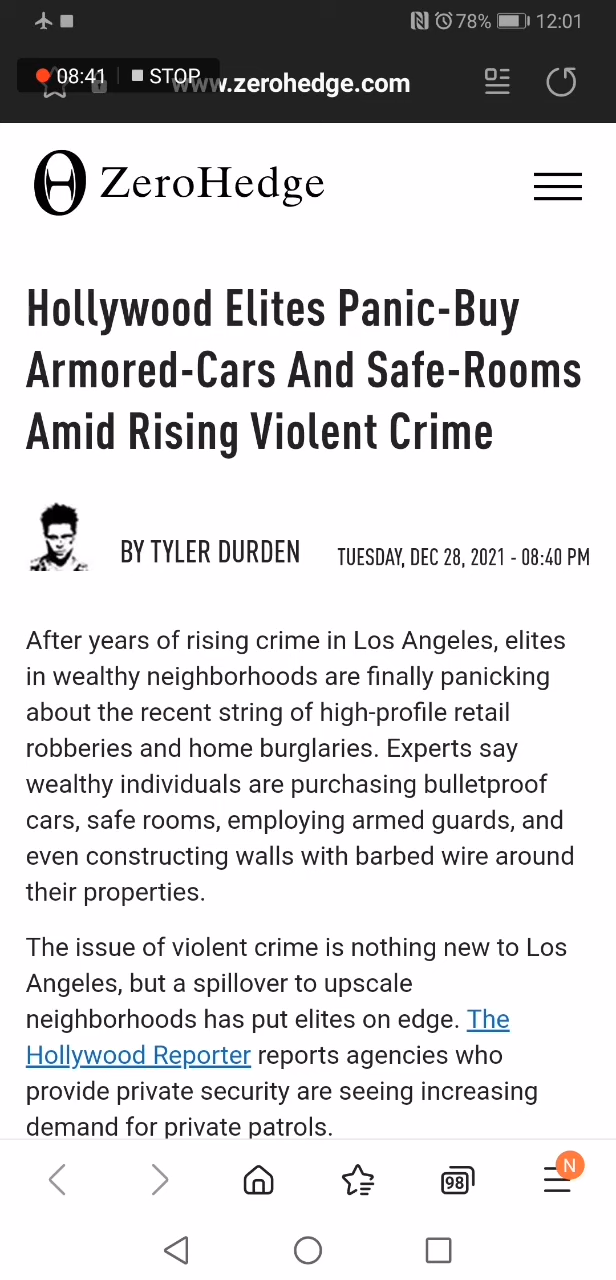 78% 12:01
08:41 STOP
www.zerohedge.com
ZeroHedge
Hollywood Elites Panic-Buy
Armored-Cars And Safe-Rooms
Amid Rising Violent Crime
BY TYLER DURDEN TUESDAY, DEC 28, 2021 - 08:40 PM
After years of rising crime in Los Angeles, elites
in wealthy neighborhoods are finally panicking
about the recent string of high-profile retail
robberies and home burglaries. Experts say
wealthy individuals are purchasing bulletproof
cars, safe rooms, employing armed guards, and
even constructing walls with barbed wire around
their properties.
The issue of violent crime is nothing new to Los
Angeles, but a spillover to upscale
neighborhoods has put elites on edge. The
Hollywood Reporter reports agencies who
provide private security are seeing increasing
demand for private patrols.
98 N